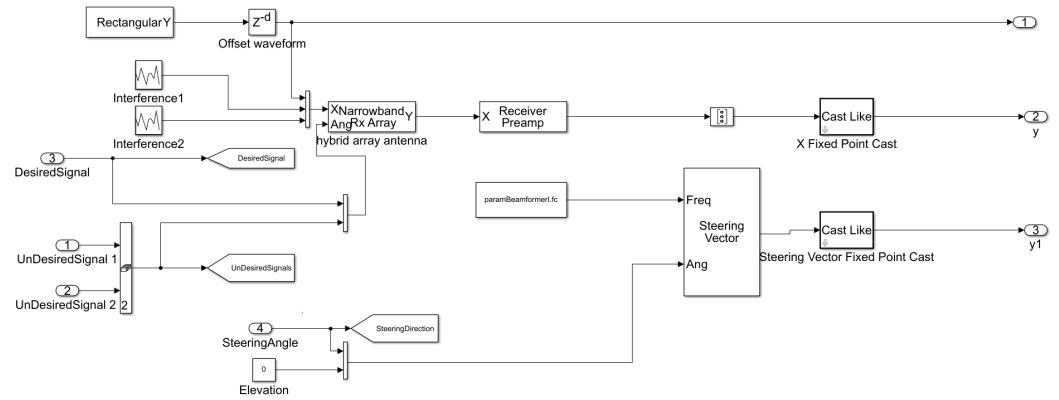 RectangularY
Z-d
1
Offset waveform
Interference1
Interference2
X
Ang
Narrowband
Rx Array
Y
hybrid array antenna
X
Receiver
Preamp
Cast Like
X Fixed Point Cast
2
y
3
DesiredSignal
DesiredSignal
paramBeamformerI.fc
Freq
Ang
Steering
Vector
Cast Like
Steering Vector Fixed Point Cast
3
y1
1
UnDesiredSignal 1
UnDesiredSignals
2
UnDesiredSignal 2
2
4
SteeringAngle
SteeringDirection
0
Elevation